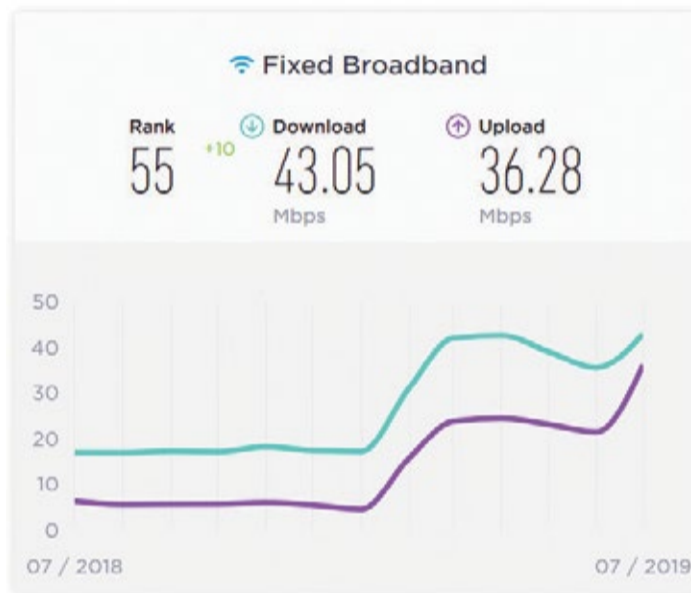 Fixed Broadband
Rank
55 +10
Download
43.05
Mbps
Upload
36.28
Mbps
50
40
30
20
10
0
07 / 2018
07 / 2019